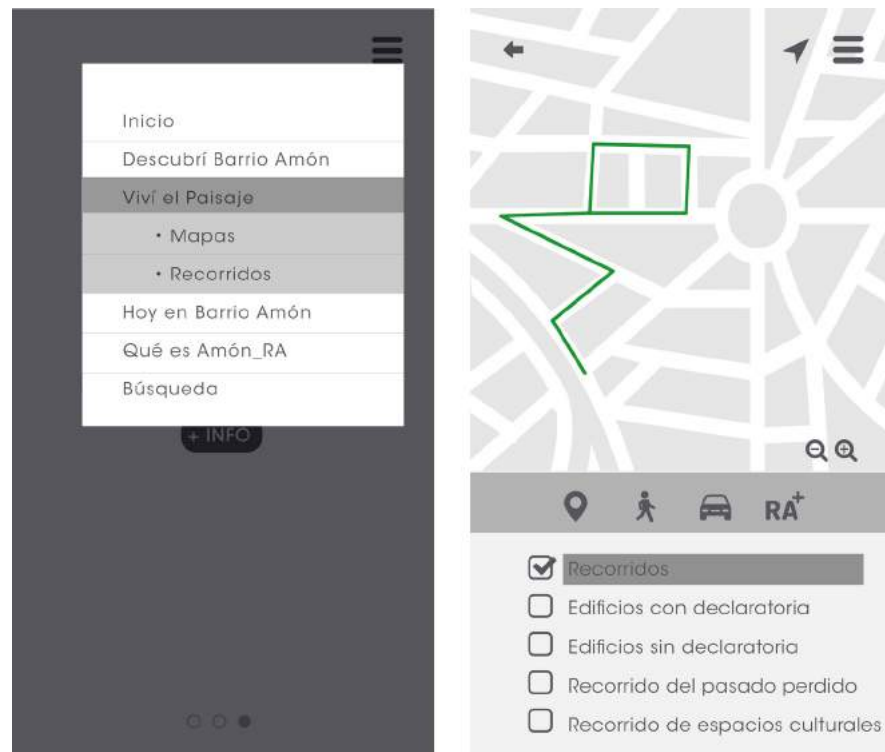 Inicio
Descubrí Barrio Amón
Viví el Paisaje
• Mapas
• Recorridos
Hoy en Barrio Amón
Qué es Amón_RA
Búsqueda
+ INFO
RA+
Recorridos
Edificios con declaratoria
Edificios sin declaratoria
Recorrido del pasado perdido
Recorrido de espacios culturales